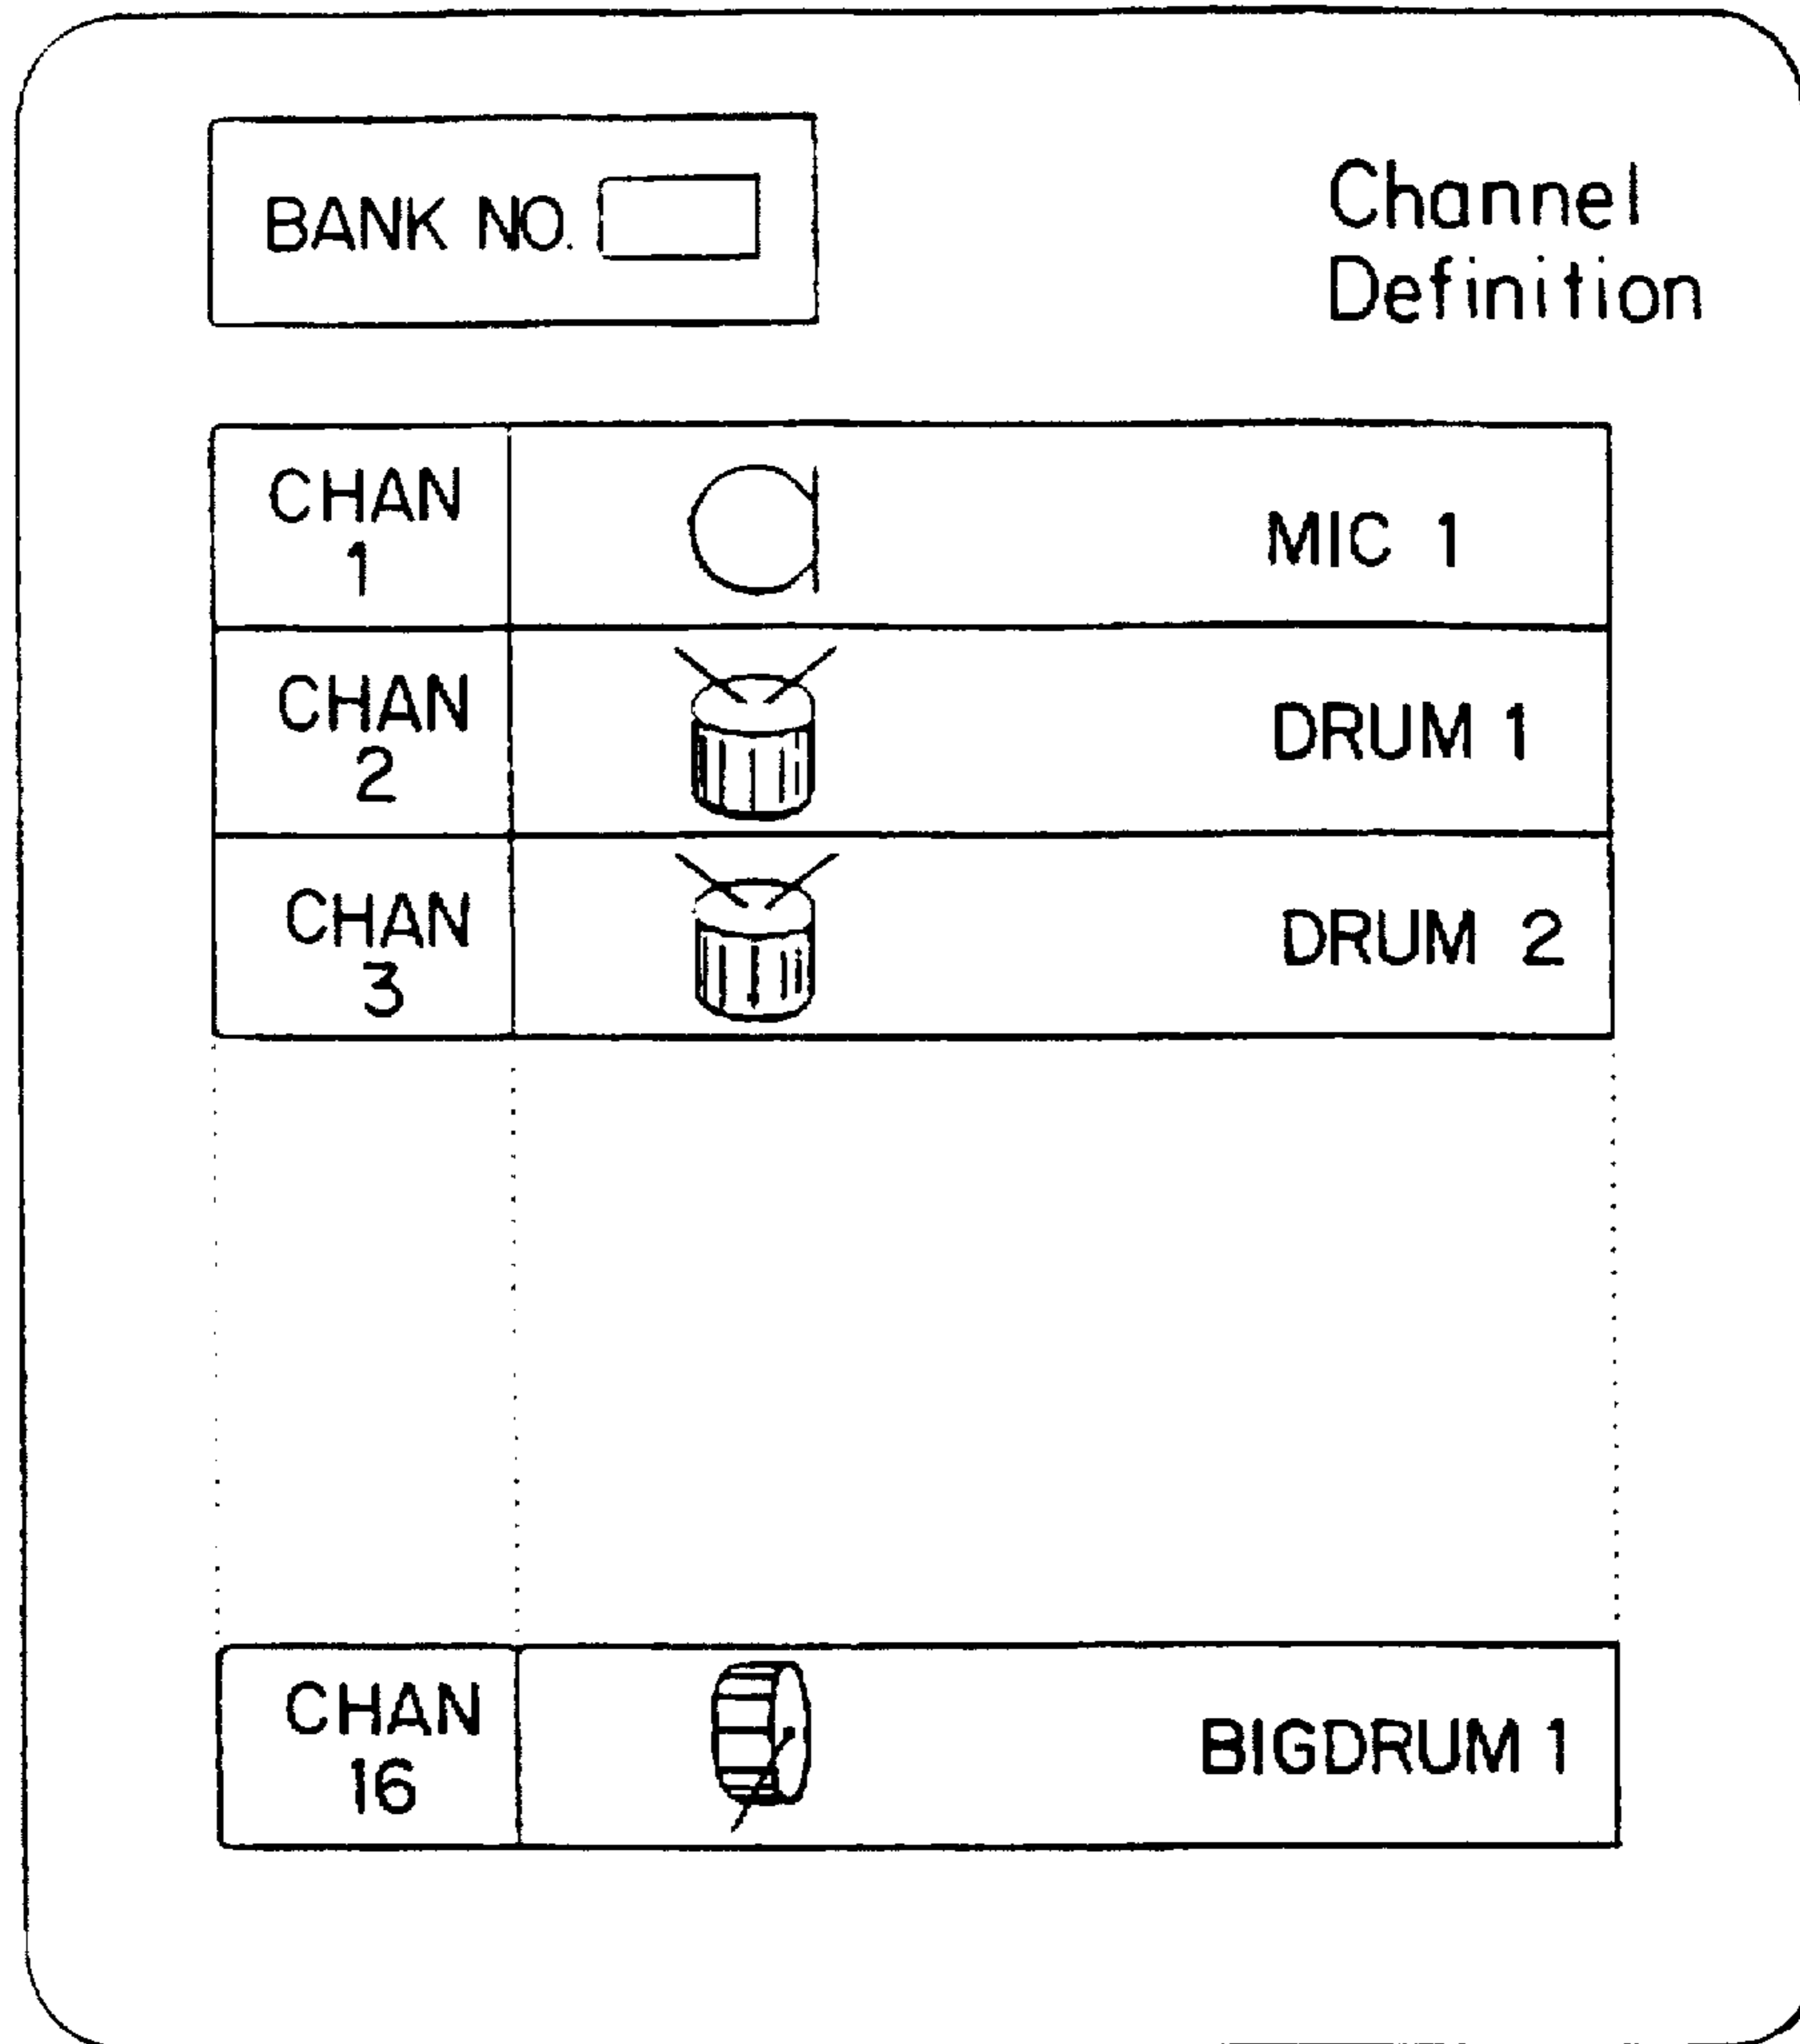 BANK NO.
Channel
Definition
CHAN
1
MIC 1
CHAN
2
DRUM 1
CHAN
3
DRUM 2
CHAN
16
BIGDRUM 1